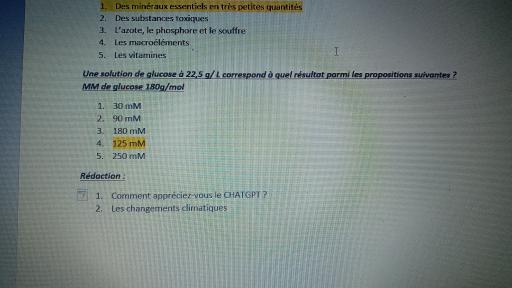 1. Des minéraux essentiels en très petites quantités
2. Des substances toxiques
3. L'azote, le phosphore et le soufre
4. Les macroéléments
5. Les vitamines
Une solution de glucose à 22,5 g/ L correspond à quel résultat parmi les propositions suivantes ?
MM de glucose 180g/mol
1. 30 mM
2. 90 mM
3. 180 mM
4. 125 mM
5. 250 mM
Rédaction :
1. Comment appréciez-vous le CHATGPT ?
2. Les changements climatiques